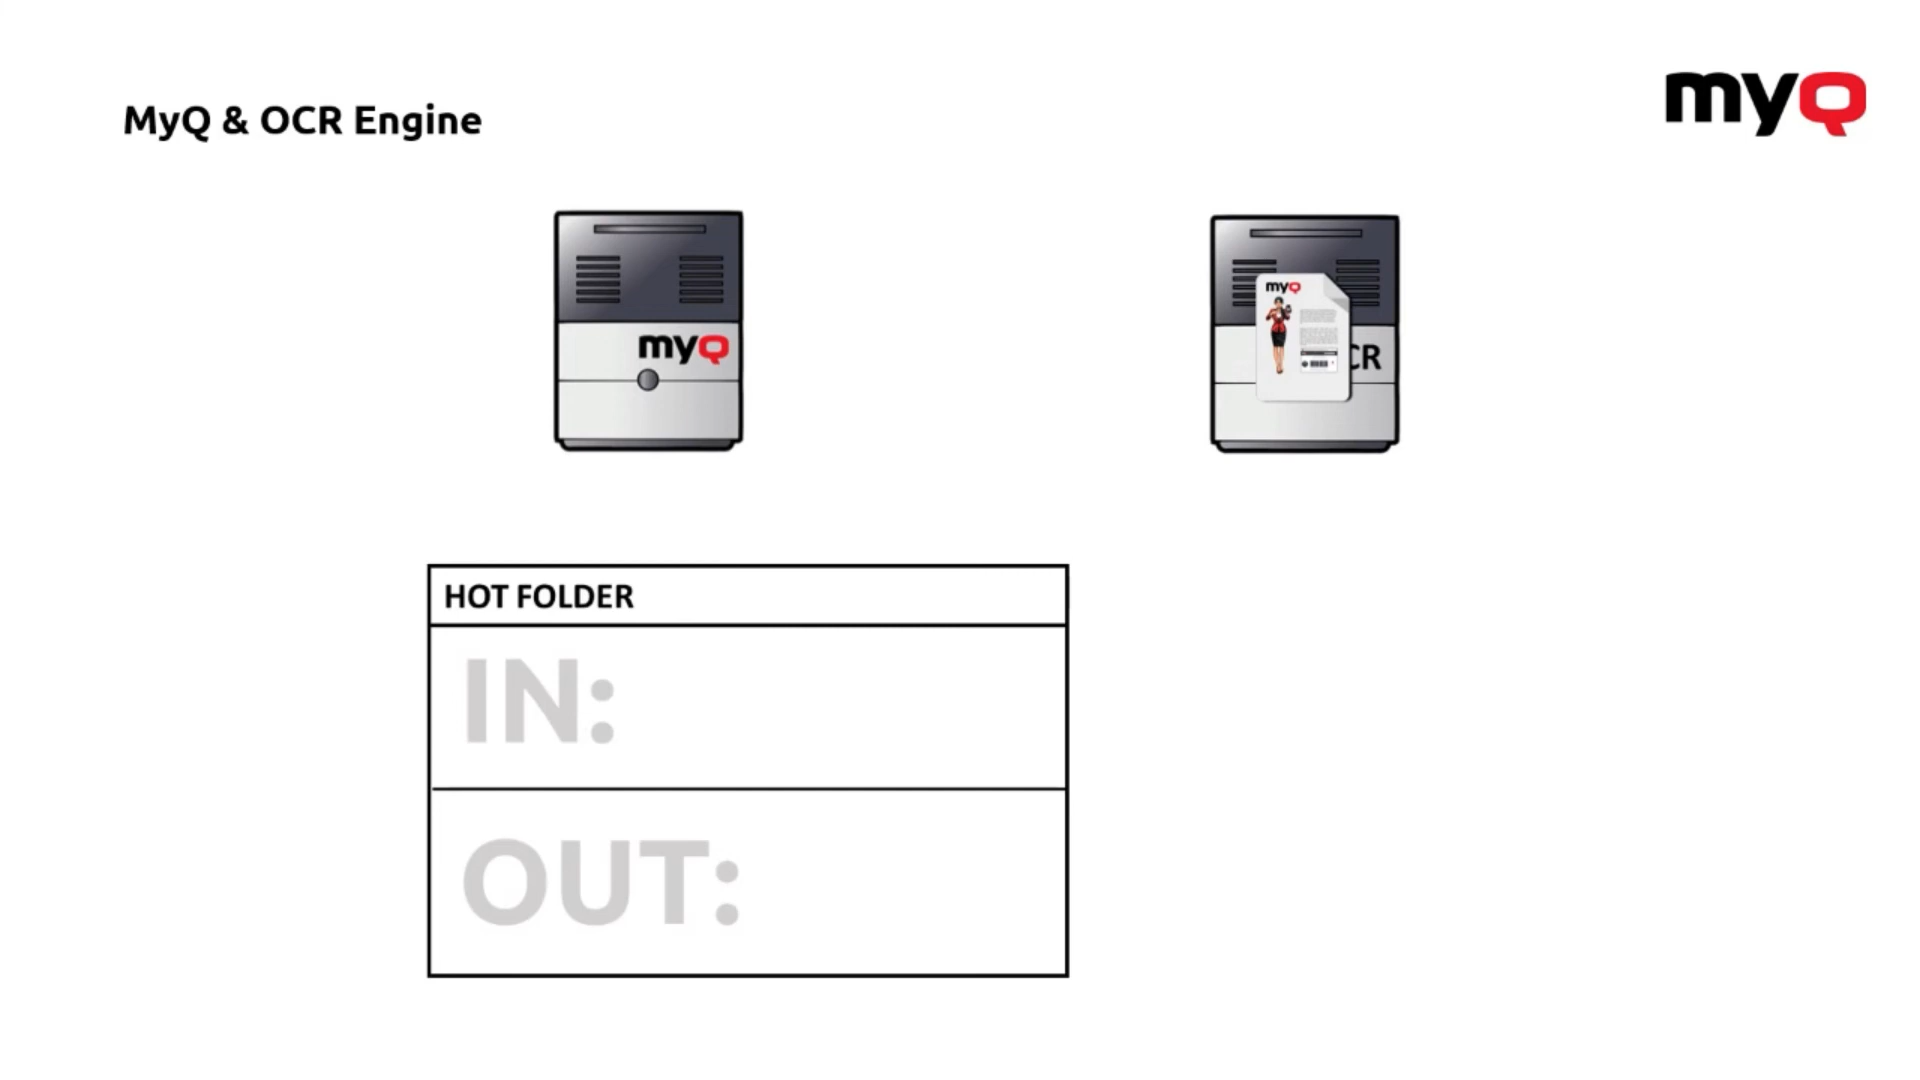 MyQ & OCR Engine
myQ
myQ
myQ
CR
HOT FOLDER
IN:
OUT: